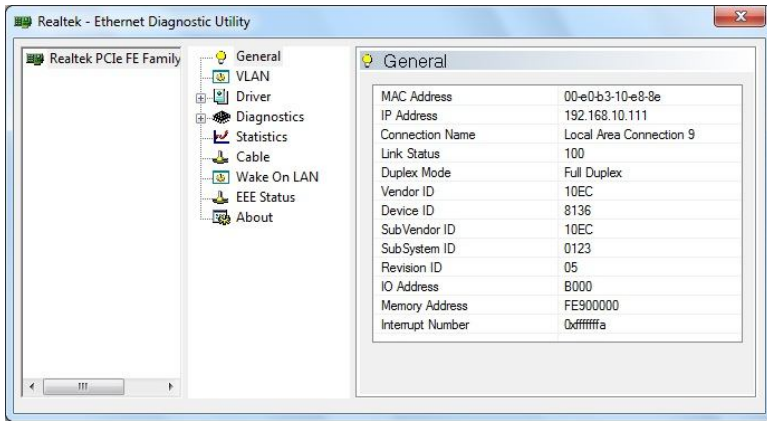 Realtek - Ethernet Diagnostic Utility
Realtek PCIe FE Family
General
VLAN
Driver
Diagnostics
Statistics
Cable
Wake On LAN
EEE Status
About
General
MAC Address 00-e0-b3-10-e8-8e
IP Address 192.168.10.111
Connection Name Local Area Connection 9
Link Status 100
Duplex Mode Full Duplex
Vendor ID 10EC
Device ID 8136
SubVendor ID 10EC
SubSystem ID 0123
Revision ID 05
IO Address B000
Memory Address FE900000
Interrupt Number 0xfffffffa